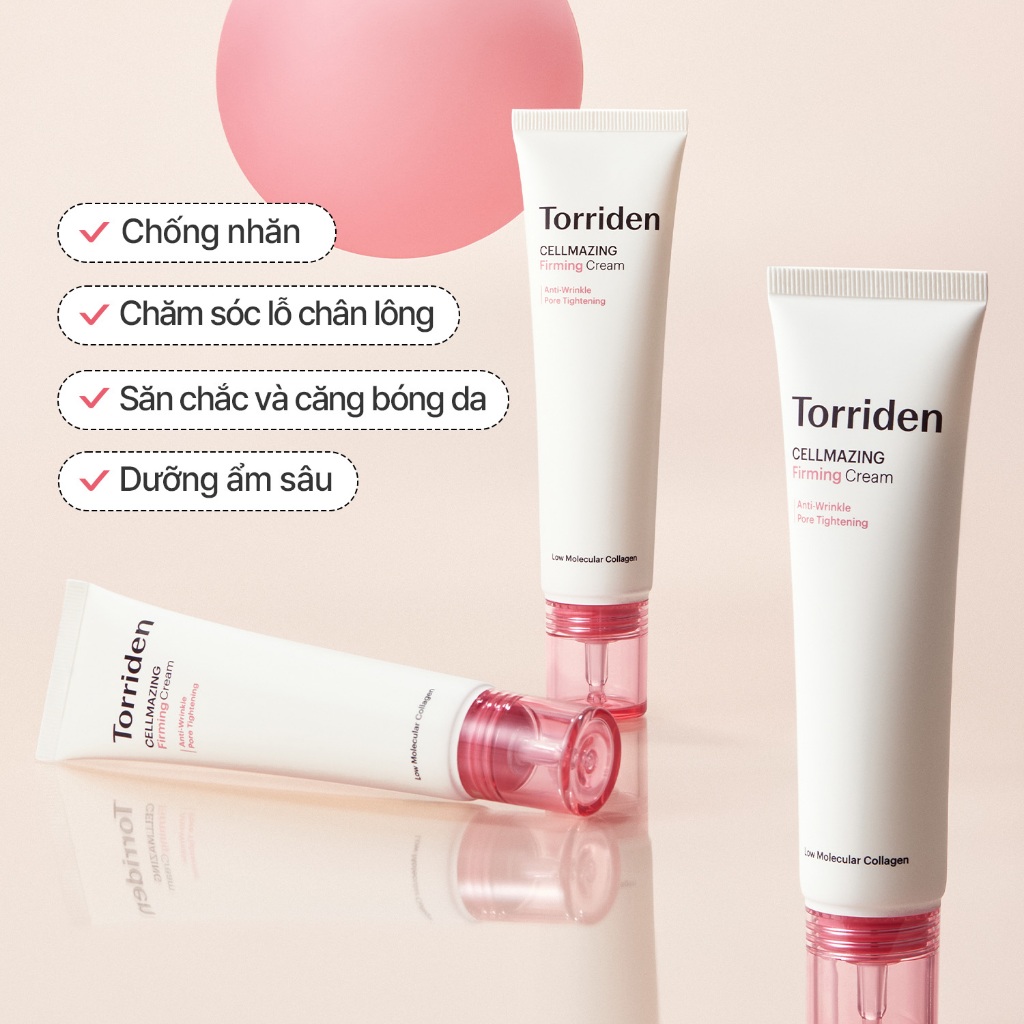 Chống nhăn
Chăm sóc lỗ chân lông
Săn chắc và căng bóng da
Dưỡng ẩm sâu
Torriden
CELLMAZING
Firming Cream
Anti-Wrinkle
Pore Tightening
Low Molecular Collagen
Torriden
CELLMAZING
Firming Cream
Anti-Wrinkle
Pore Tightening
Low Molecular Collagen
Torriden
CELLMAZING
Firming Cream
Anti-Wrinkle
Pore Tightening
Low Molecular Collagen